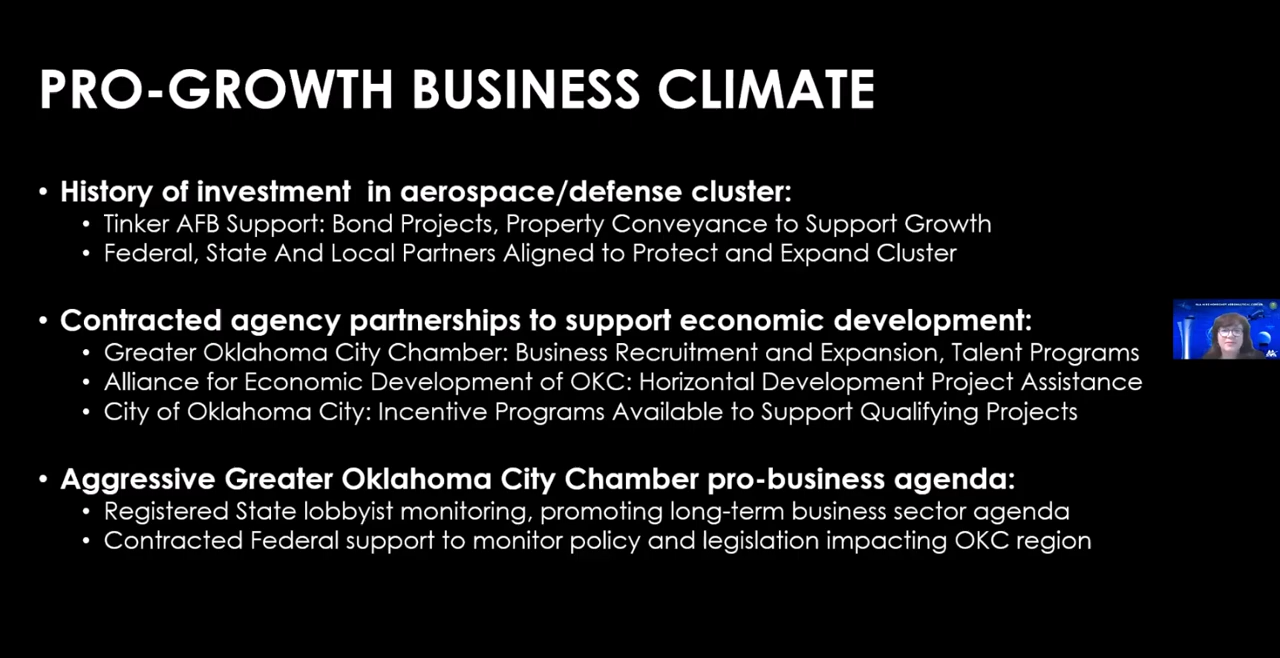 PRO-GROWTH BUSINESS CLIMATE
• History of investment  in aerospace/defense cluster:
• Tinker AFB Support: Bond Projects, Property Conveyance to Support Growth
• Federal, State And Local Partners Aligned to Protect and Expand Cluster
• Contracted agency partnerships to support economic development:
• Greater Oklahoma City Chamber: Business Recruitment and Expansion, Talent Programs
• Alliance for Economic Development of OKC: Horizontal Development Project Assistance
• City of Oklahoma City: Incentive Programs Available to Support Qualifying Projects
• Aggressive Greater Oklahoma City Chamber pro-business agenda:
• Registered State lobbyist monitoring, promoting long-term business sector agenda
• Contracted Federal support to monitor policy and legislation impacting OKC region